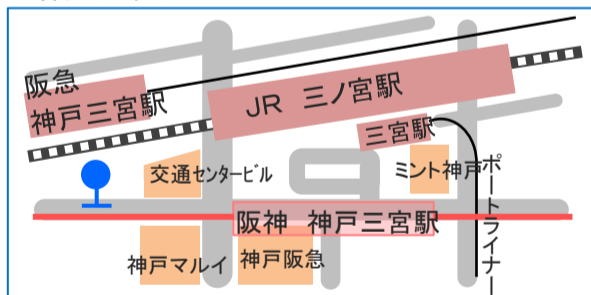 阪急
神戸三宮駅
JR 三ノ宮駅
三宮駅
交通センタービル
ミント神戸
ポートライナー
阪神 神戸三宮駅
神戸マルイ
神戸阪急